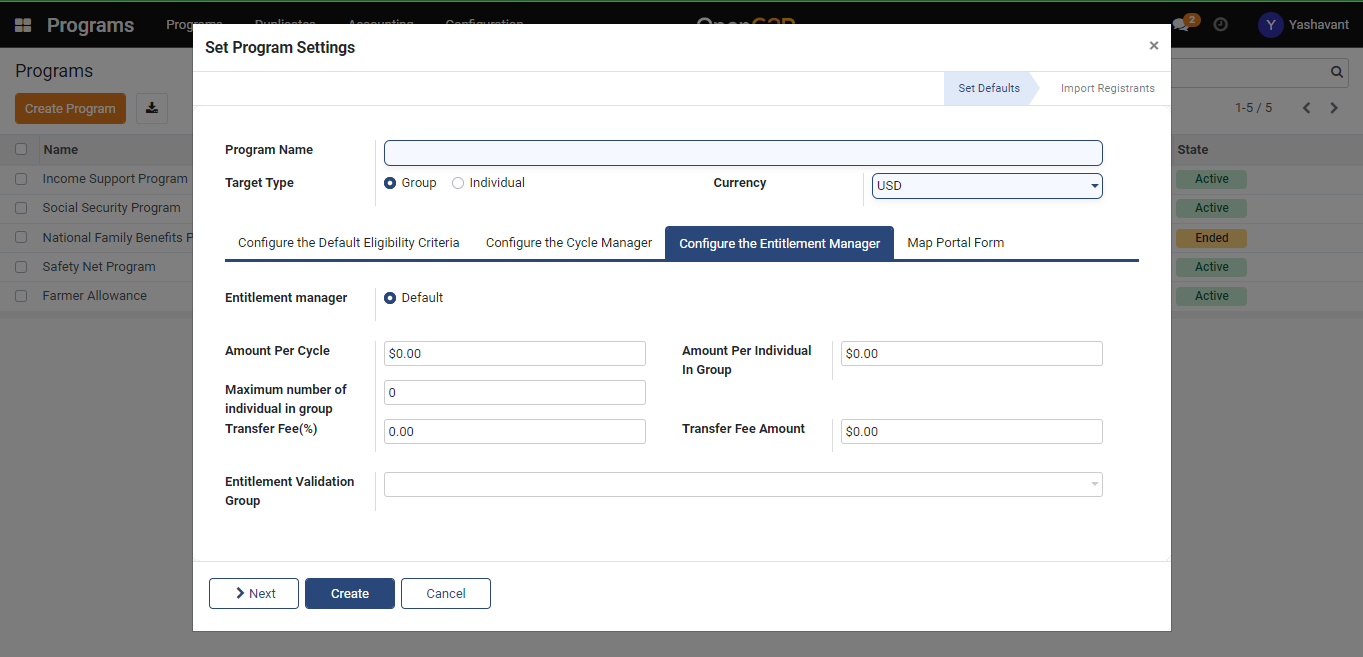 Programs
2
Y
Yashavant
Set Program Settings
×
Programs
Set Defaults
Import Registrants
Create Program
1-5 / 5
Program Name
Name
State
Target Type
Group
Individual
Currency
USD
Income Support Program
Active
Social Security Program
Active
National Family Benefits P
Ended
Safety Net Program
Active
Farmer Allowance
Active
Configure the Default Eligibility Criteria
Configure the Cycle Manager
Configure the Entitlement Manager
Map Portal Form
Entitlement manager
Default
Amount Per Cycle
$0.00
Amount Per Individual
In Group
$0.00
Maximum number of
individual in group
0
Transfer Fee(%)
0.00
Transfer Fee Amount
$0.00
Entitlement Validation
Group
Next
Create
Cancel